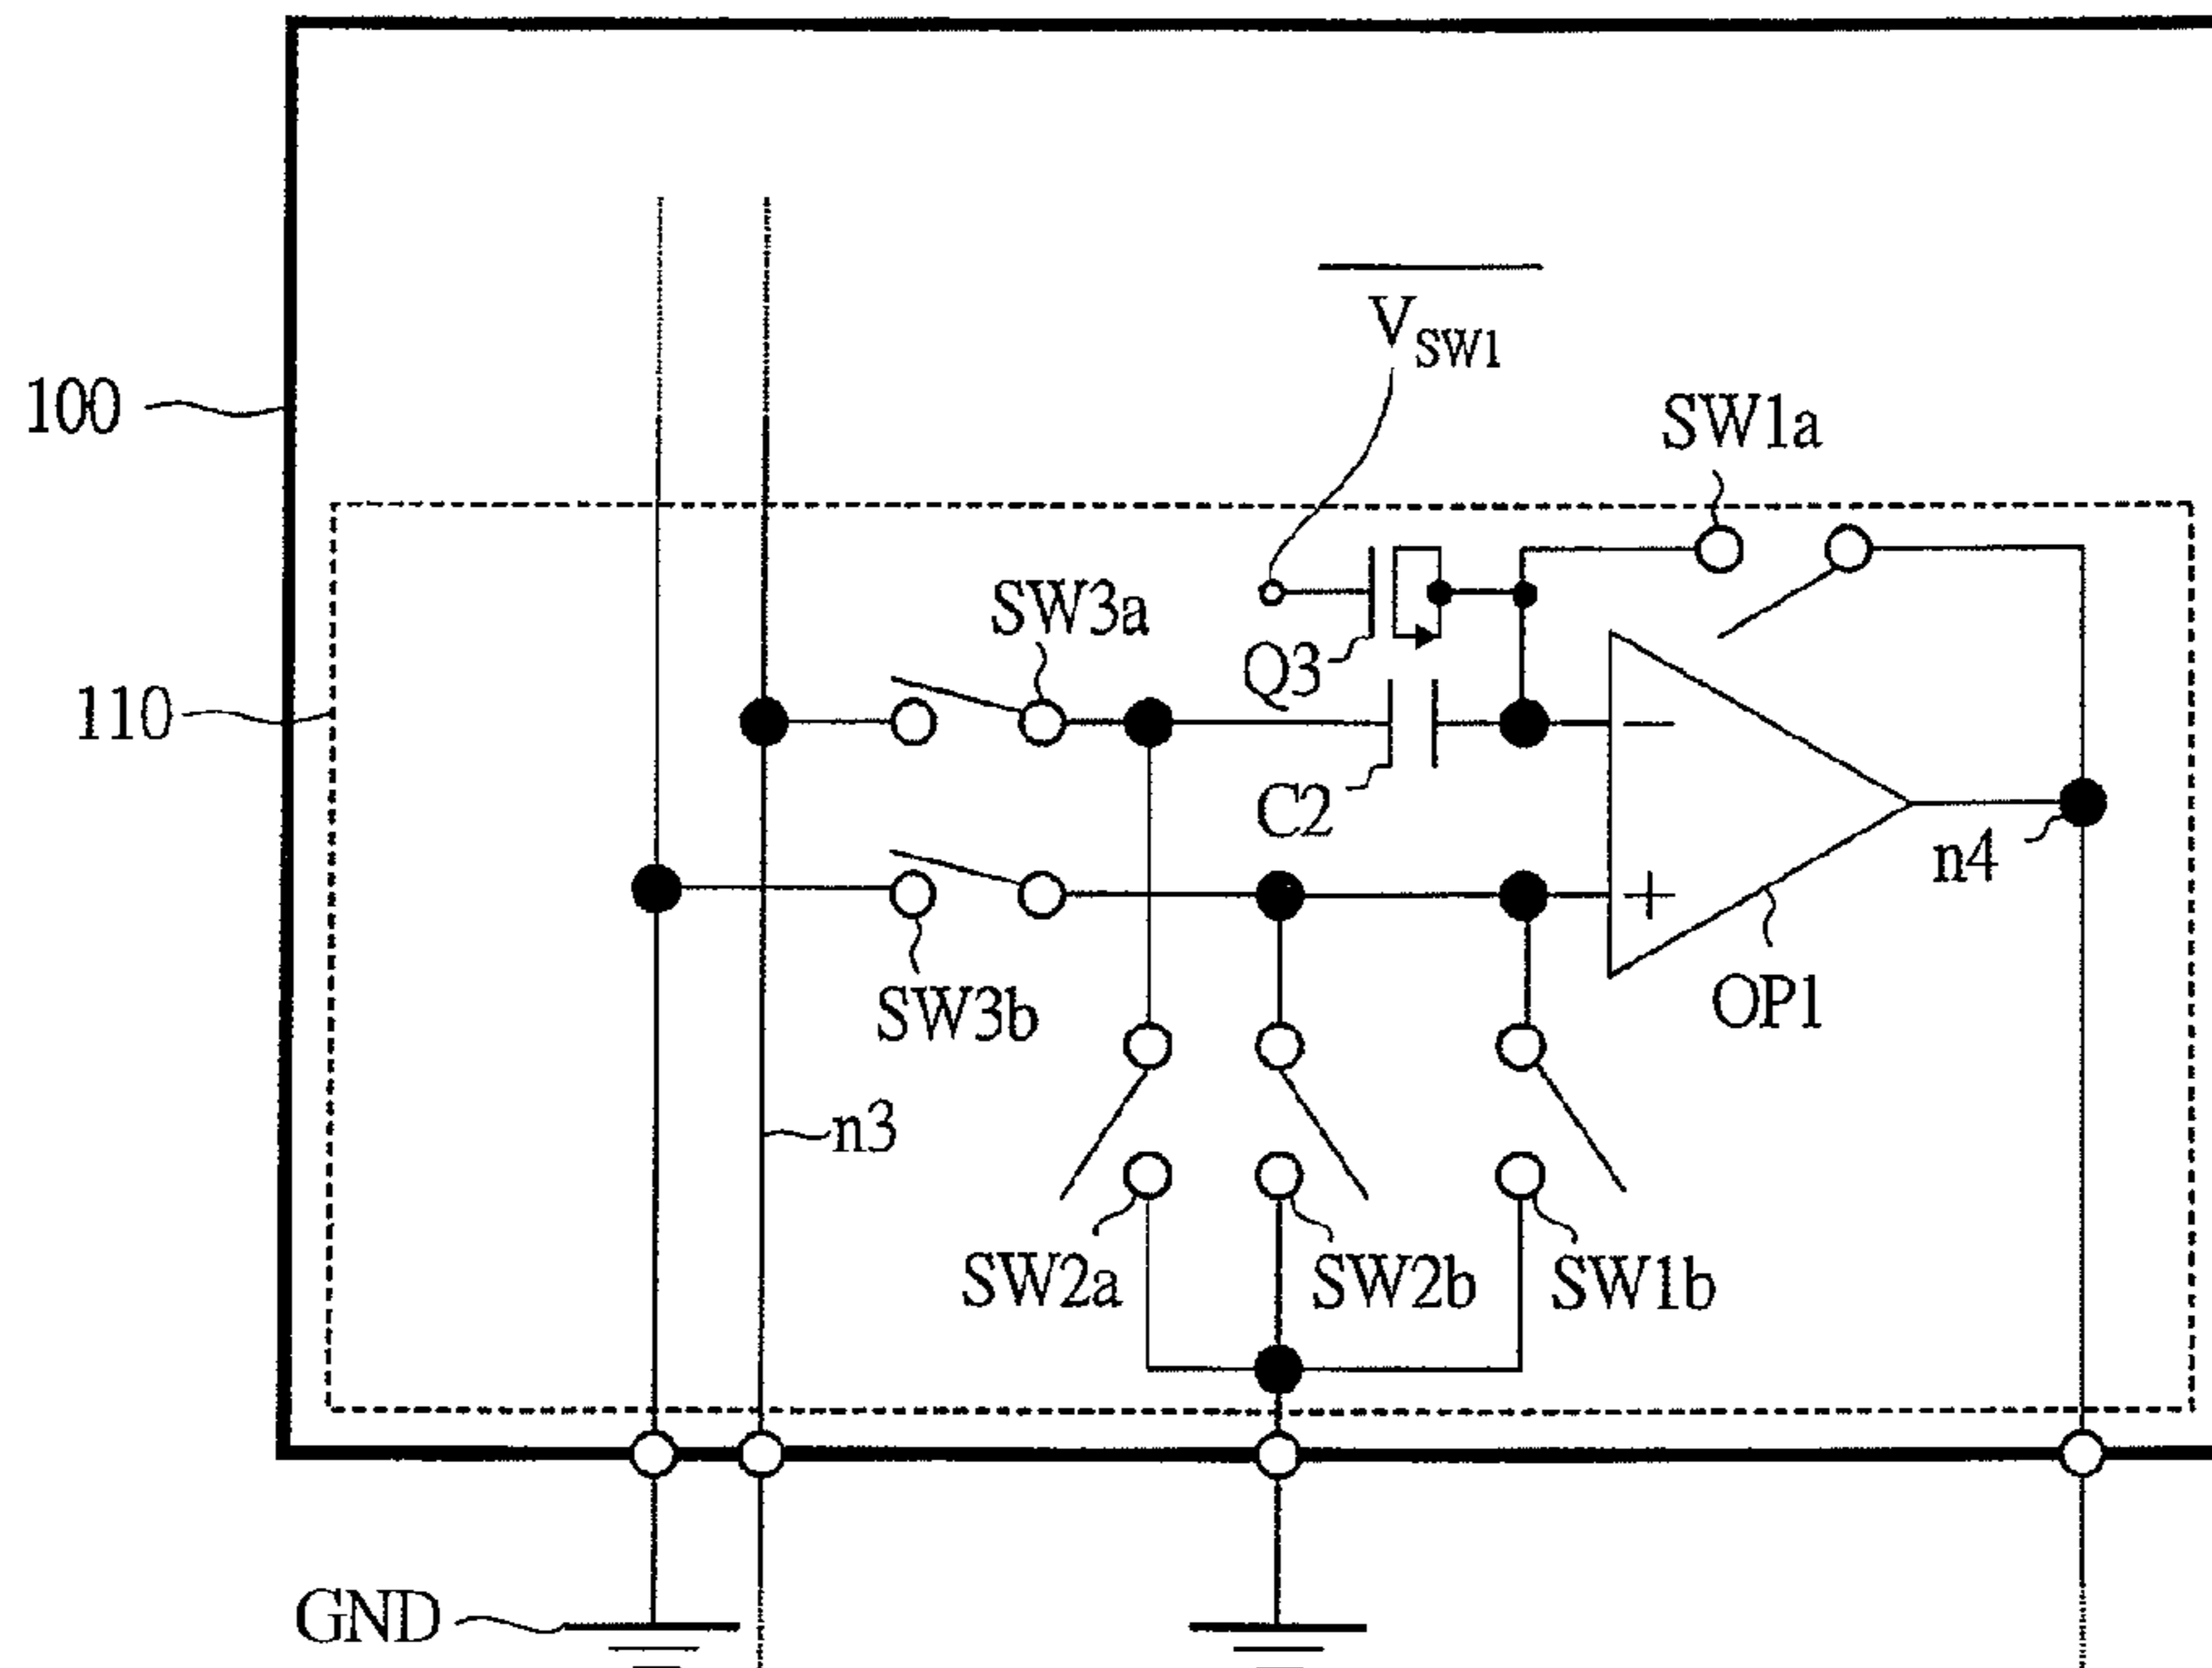 V̅SW1
100
SW1a
SW3a
Q3
110
C2
−
n4
+
OP1
SW3b
n3
SW2a
SW2b
SW1b
GND